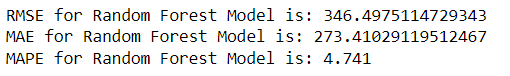 RMSE for Random Forest Model is: 346.4975114729343
MAE for Random Forest Model is: 273.41029119512467
MAPE for Random Forest Model is: 4.741